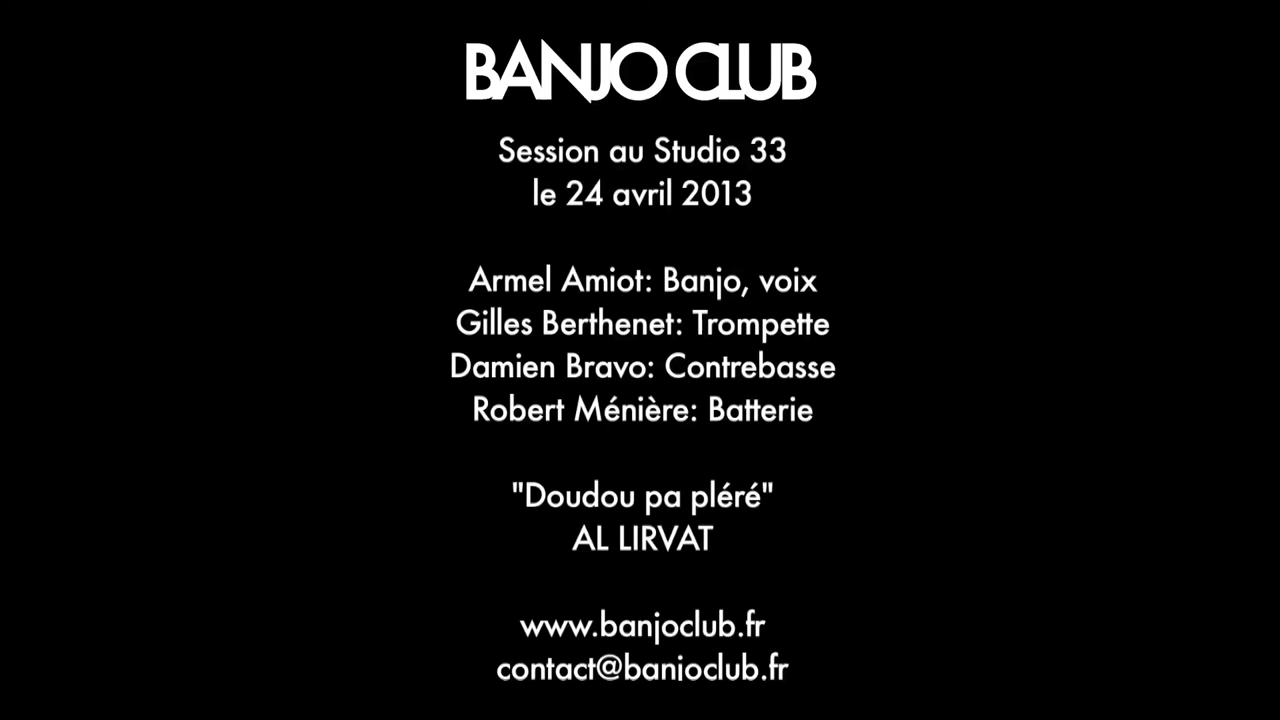 BANJO CLUB
Session au Studio 33
le 24 avril 2013
Armel Amiot: Banjo, voix
Gilles Berthenet: Trompette
Damien Bravo: Contrebasse
Robert Ménière: Batterie
"Doudou pa pléré"
AL LIRVAT
www.banjoclub.fr
contact@banjoclub.fr